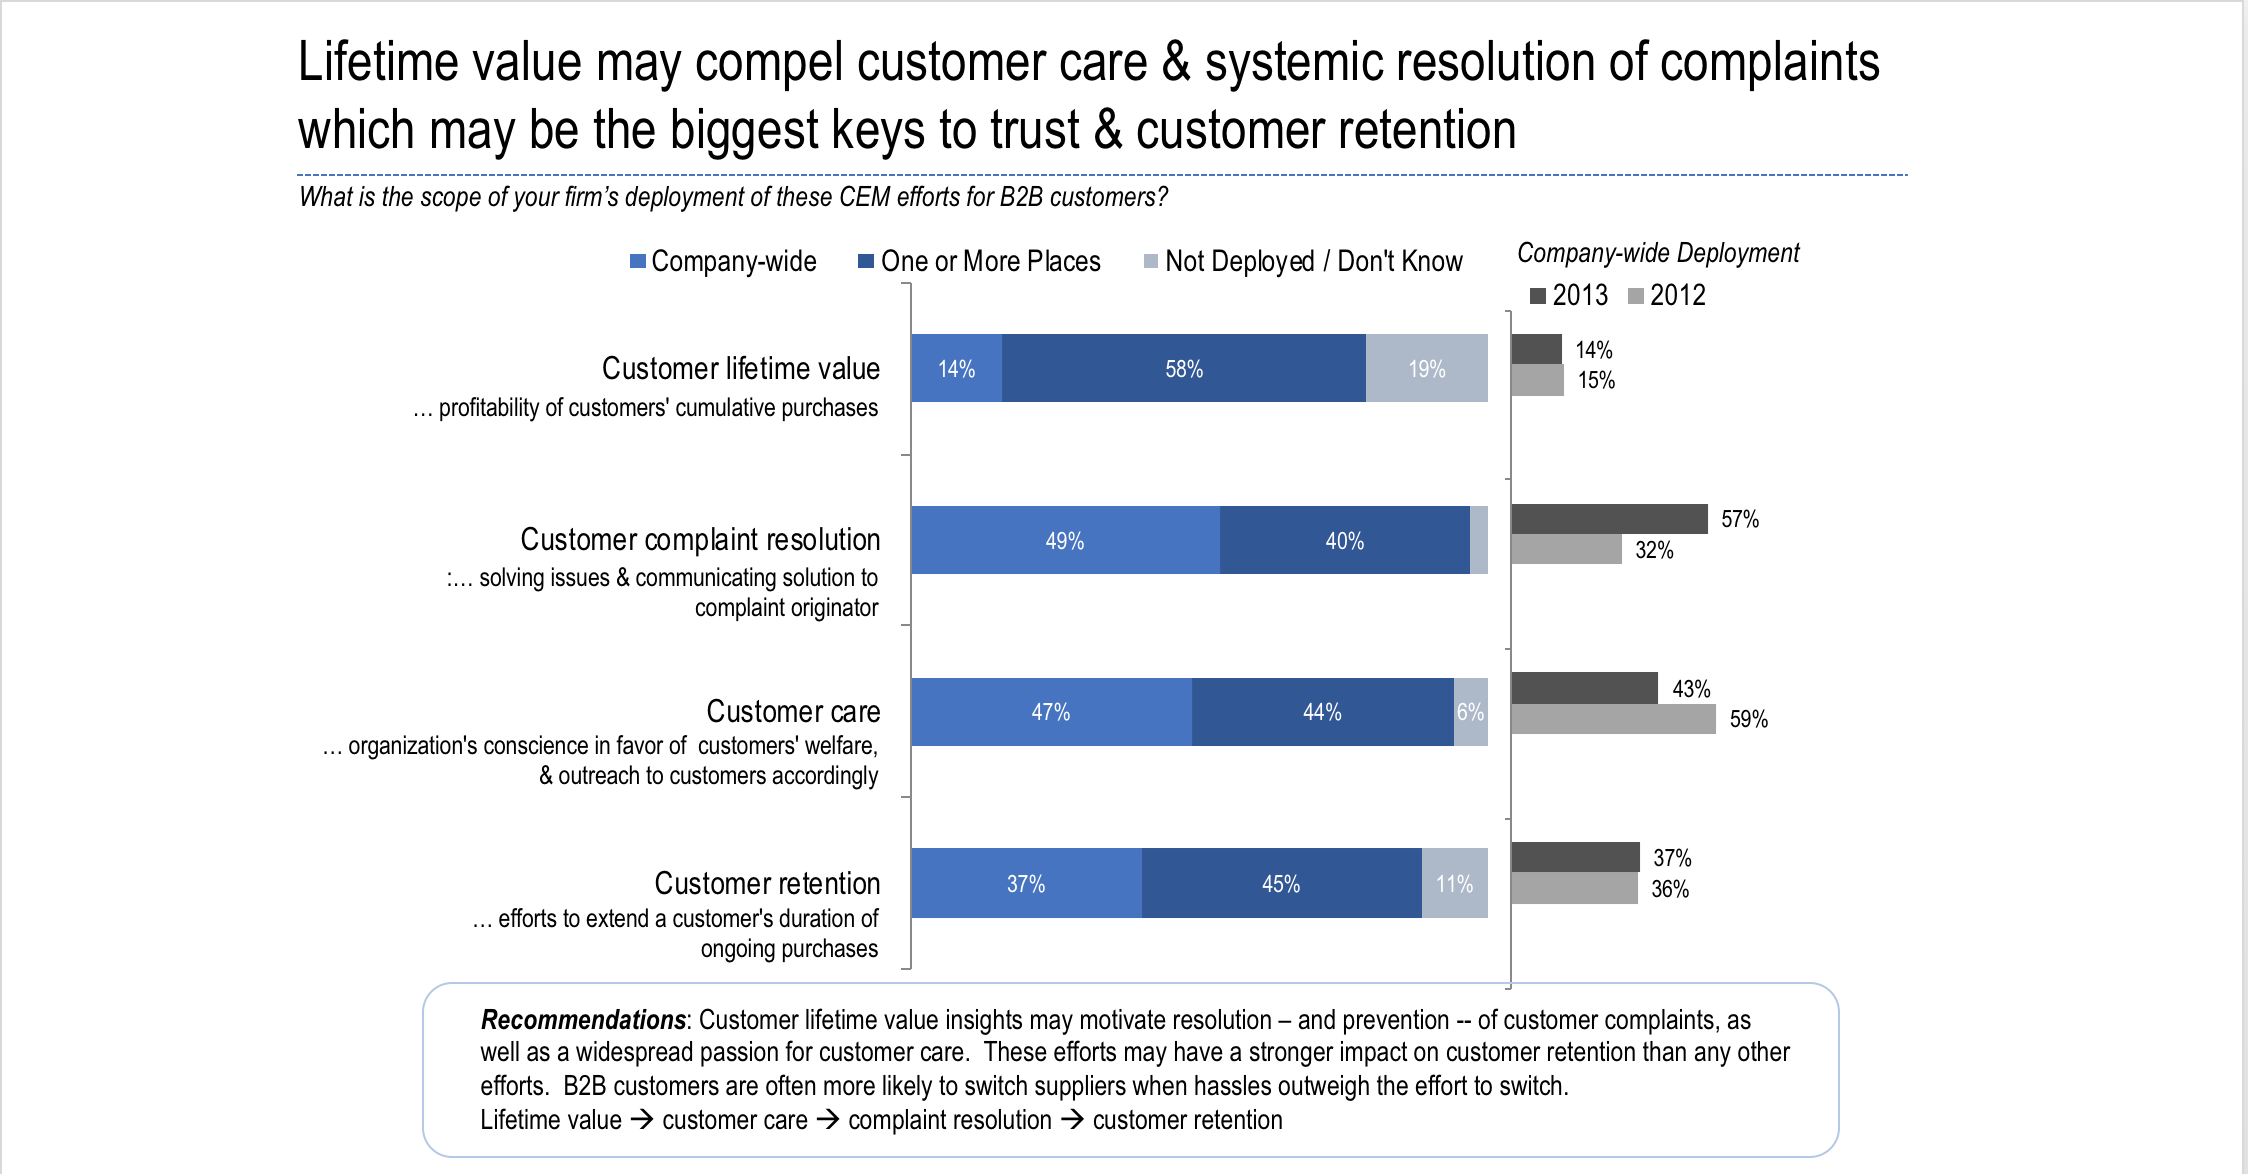 Lifetime value may compel customer care & systemic resolution of complaints
which may be the biggest keys to trust & customer retention
What is the scope of your firm’s deployment of these CEM efforts for B2B customers?
Company-wide One or More Places Not Deployed / Don't Know
Company-wide Deployment
2013 2012
Customer lifetime value
… profitability of customers' cumulative purchases
14% 58% 19%
14%
15%
Customer complaint resolution
:… solving issues & communicating solution to
complaint originator
49% 40%
57%
32%
Customer care
… organization's conscience in favor of  customers' welfare,
& outreach to customers accordingly
47% 44% 6%
43%
59%
Customer retention
… efforts to extend a customer's duration of
ongoing purchases
37% 45% 11%
37%
36%
Recommendations: Customer lifetime value insights may motivate resolution – and prevention -- of customer complaints, as
well as a widespread passion for customer care.  These efforts may have a stronger impact on customer retention than any other
efforts.  B2B customers are often more likely to switch suppliers when hassles outweigh the effort to switch.
Lifetime value → customer care → complaint resolution → customer retention